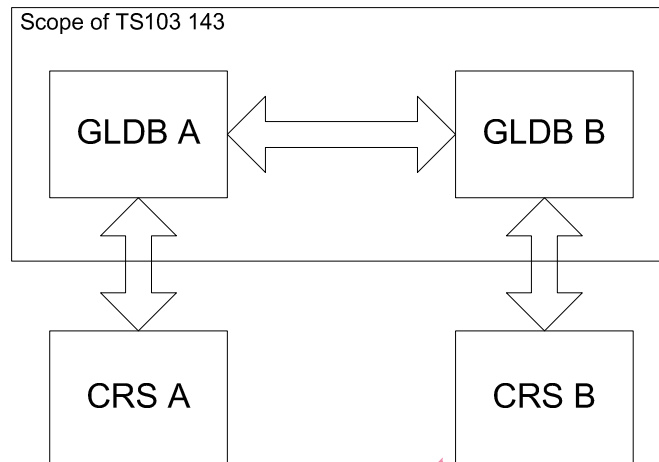 Scope of TS103 143
GLDB A
GLDB B
CRS A
CRS B